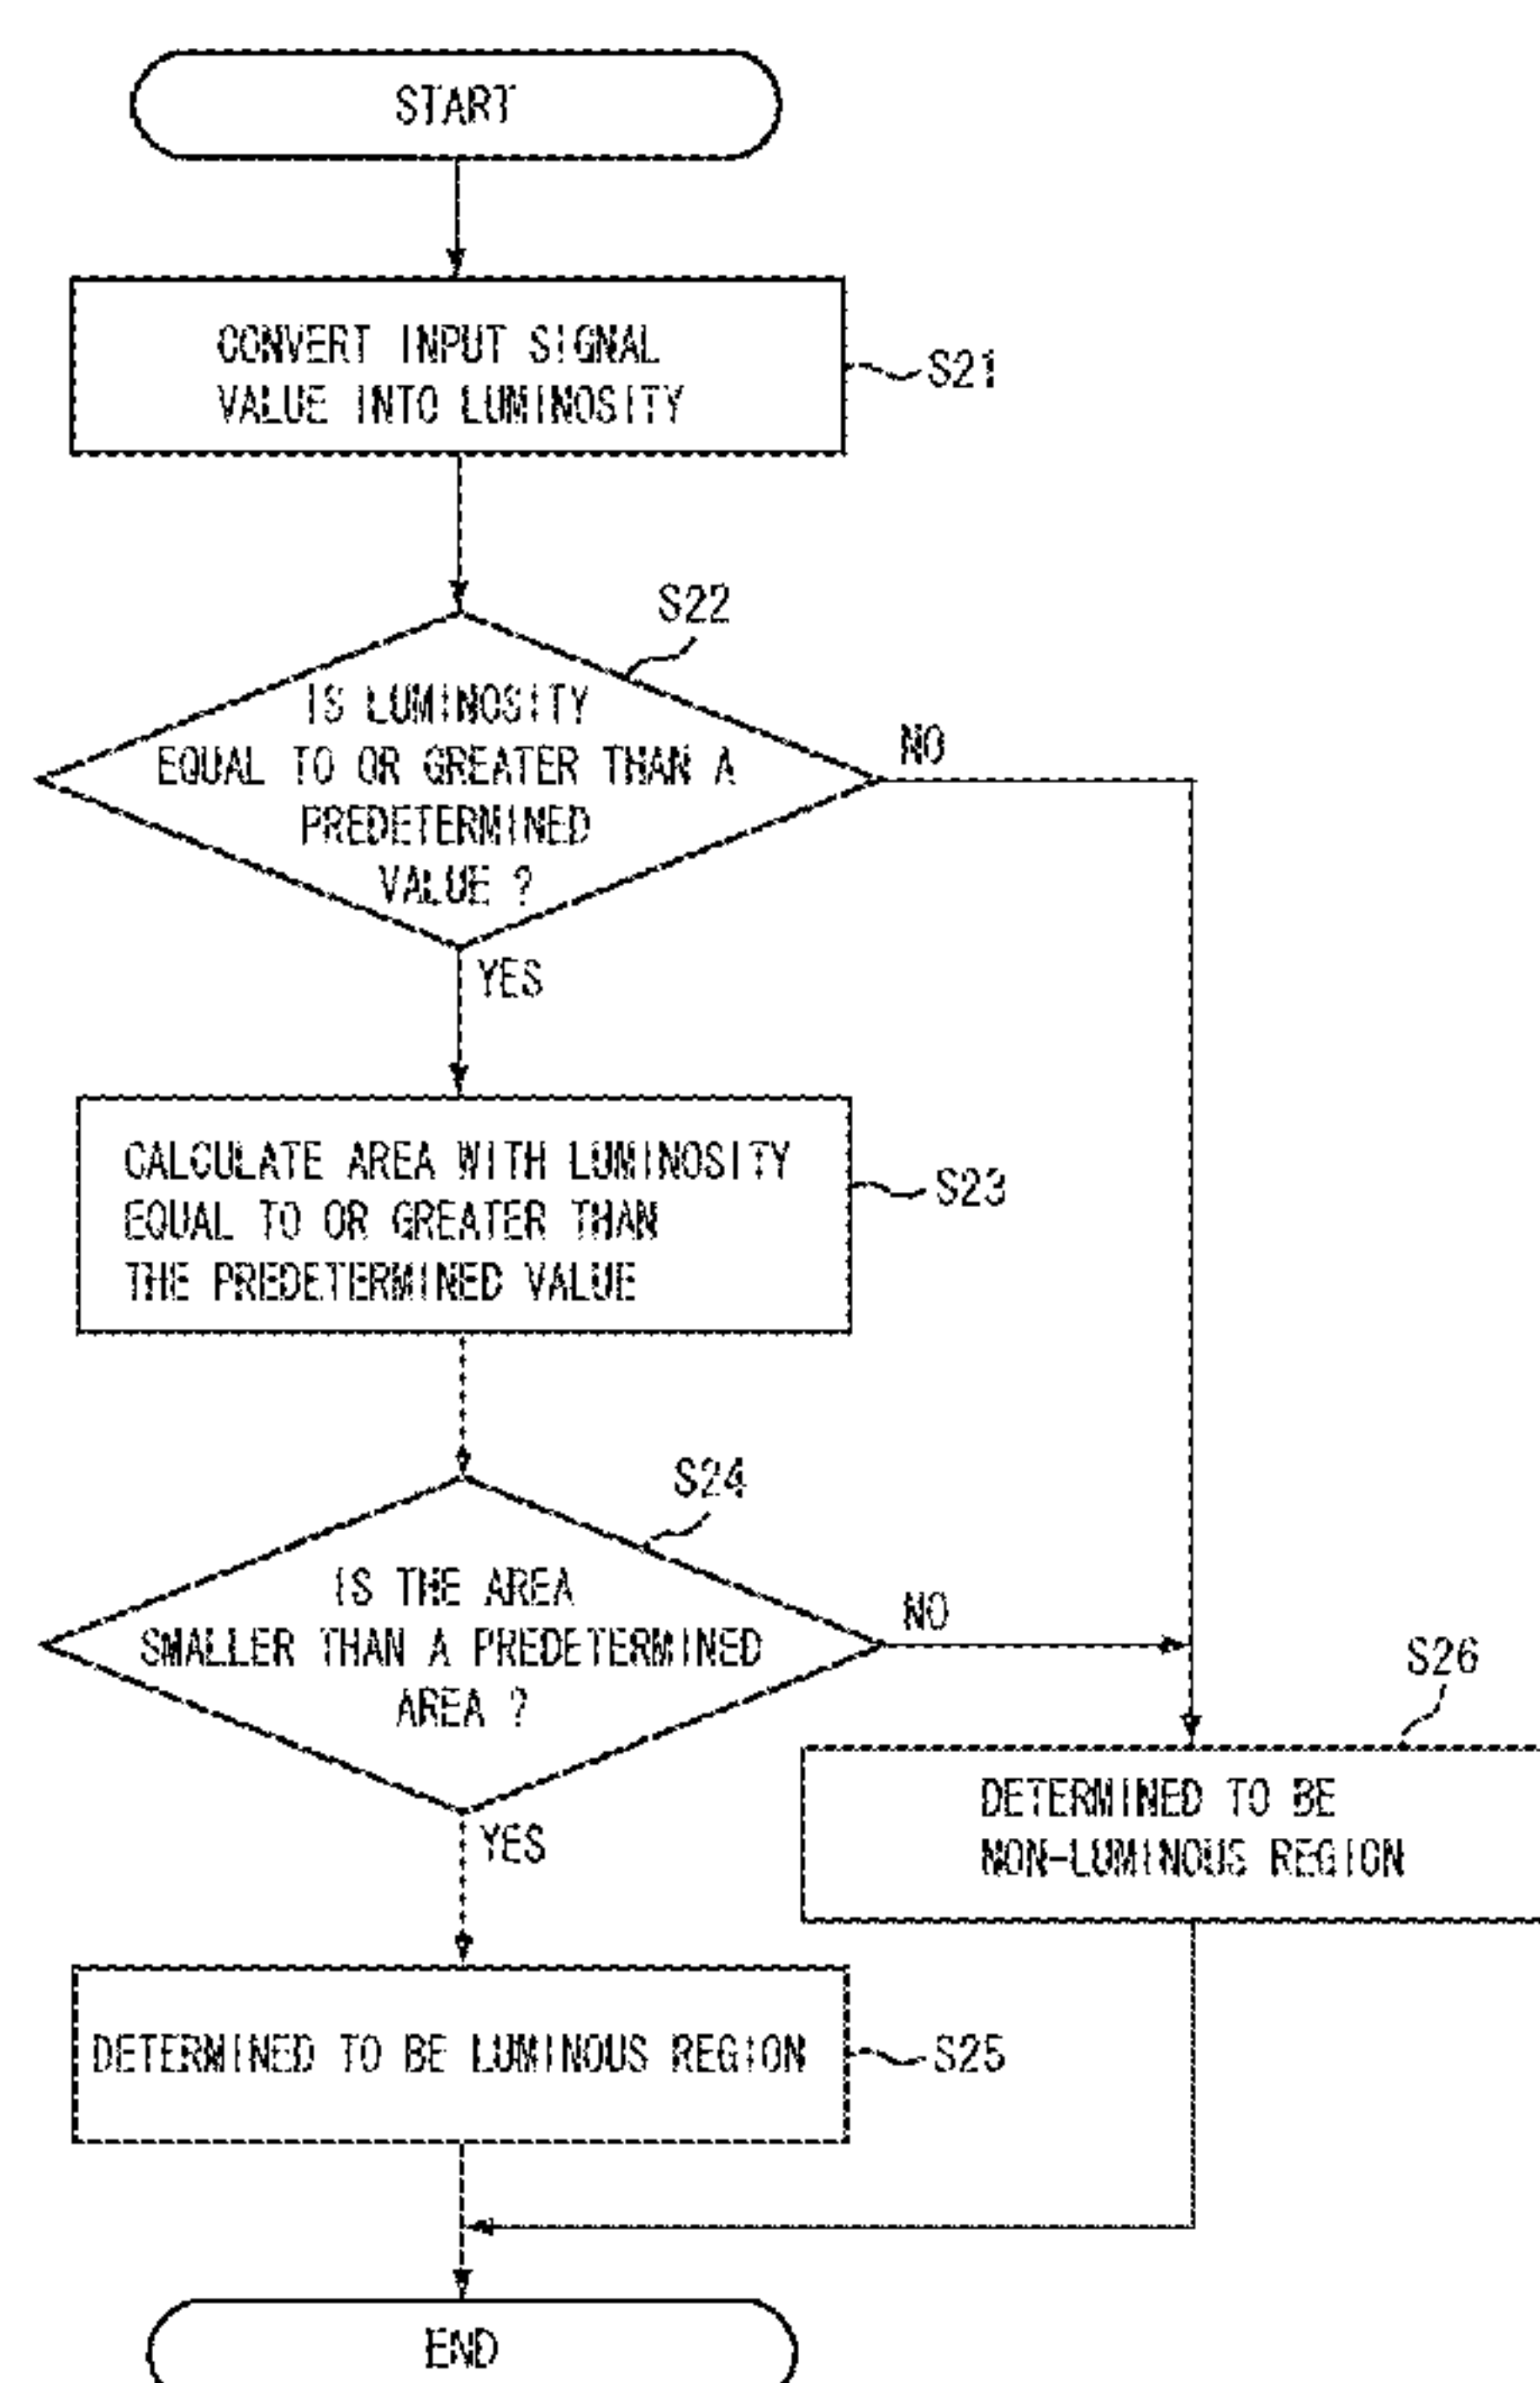 START
CONVERT INPUT SIGNAL
VALUE INTO LUMINOSITY
S21
S22
IS LUMINOSITY
EQUAL TO OR GREATER THAN A
PREDETERMINED
VALUE ?
NO
YES
CALCULATE AREA WITH LUMINOSITY
EQUAL TO OR GREATER THAN
THE PREDETERMINED VALUE
S23
S24
IS THE AREA
SMALLER THAN A PREDETERMINED
AREA ?
NO
YES
S26
DETERMINED TO BE
NON-LUMINOUS REGION
DETERMINED TO BE LUMINOUS REGION
S25
END